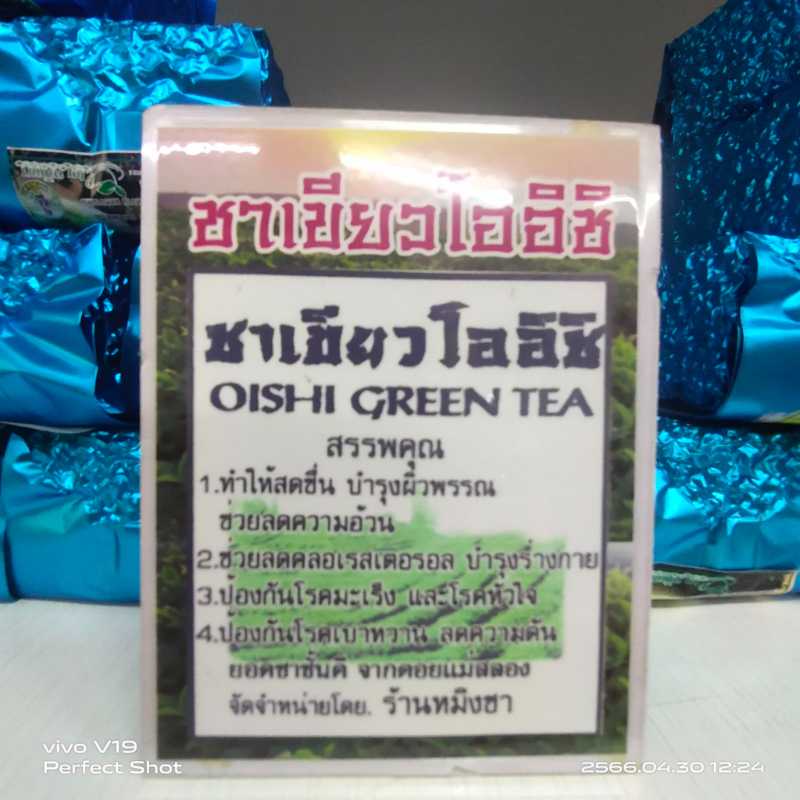 ชาเขียวโออิชิ
ชาเขียวโออิชิ
OISHI GREEN TEA
สรรพคุณ
1.ทำให้สดชื่น บำรุงผิวพรรณ
ช่วยลดความอ้วน
2.ช่วยลดคลอเรสเตอรอล บำรุงร่างกาย
3.ป้องกันโรคมะเร็ง และโรคหัวใจ
4.ป้องกันโรคเบาหวาน ลดความดัน
ยอดชาชั้นดี จากดอยแม่สลอง
จัดจำหน่ายโดย. ร้านหมิงชา
vivo V19
Perfect Shot
2566.04.30 12:24